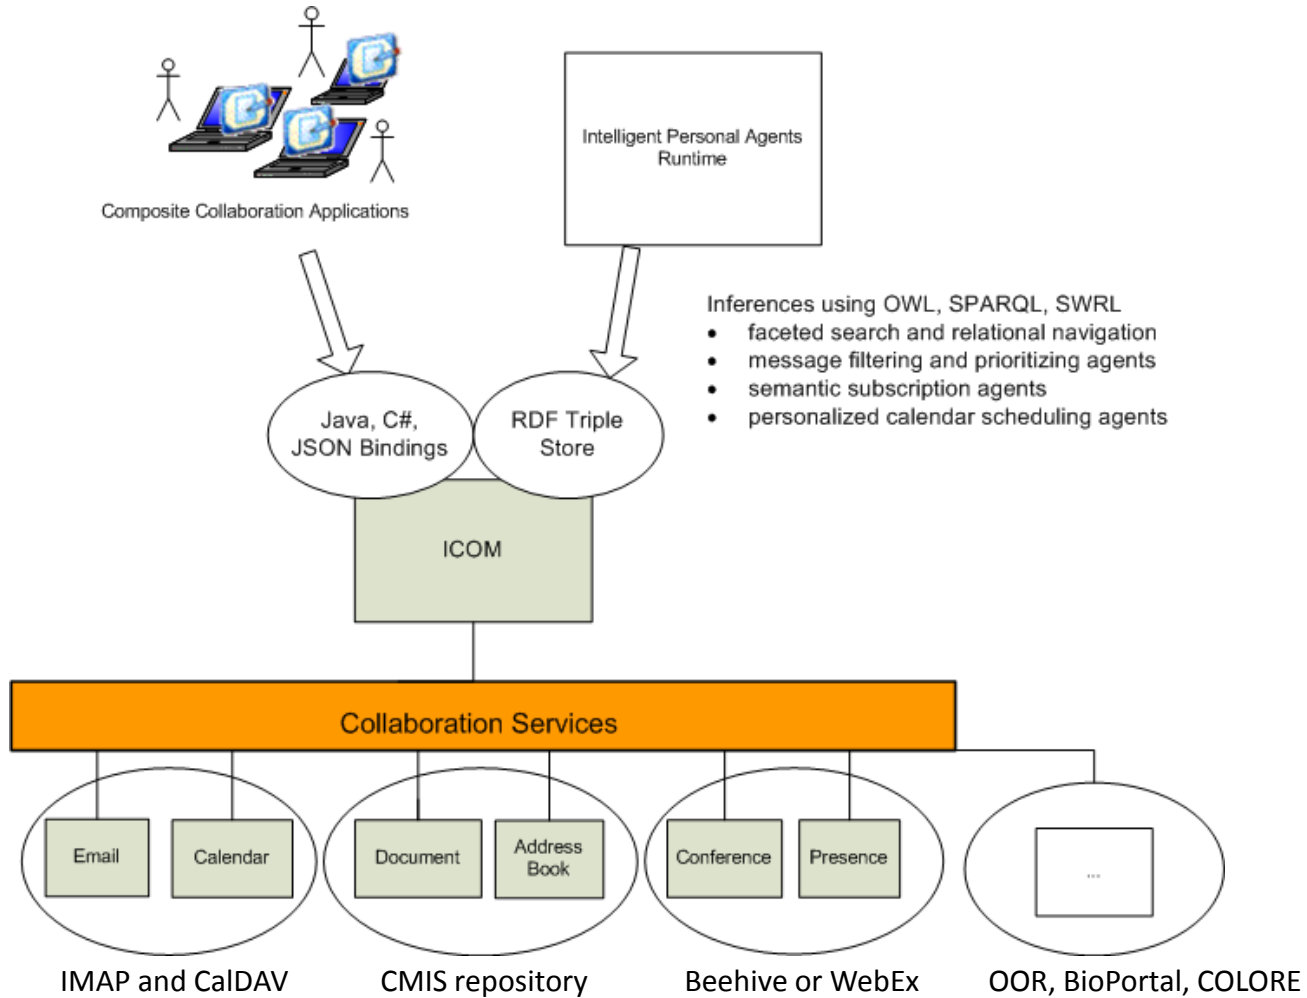 Composite Collaboration Applications
Intelligent Personal Agents
Runtime
Inferences using OWL, SPARQL, SWRL
• faceted search and relational navigation
• message filtering and prioritizing agents
• semantic subscription agents
• personalized calendar scheduling agents
Java, C#,
JSON Bindings
RDF Triple
Store
ICOM
Collaboration Services
Email
Calendar
Document
Address
Book
Conference
Presence
...
IMAP and CalDAV
CMIS repository
Beehive or WebEx
OOR, BioPortal, COLORE